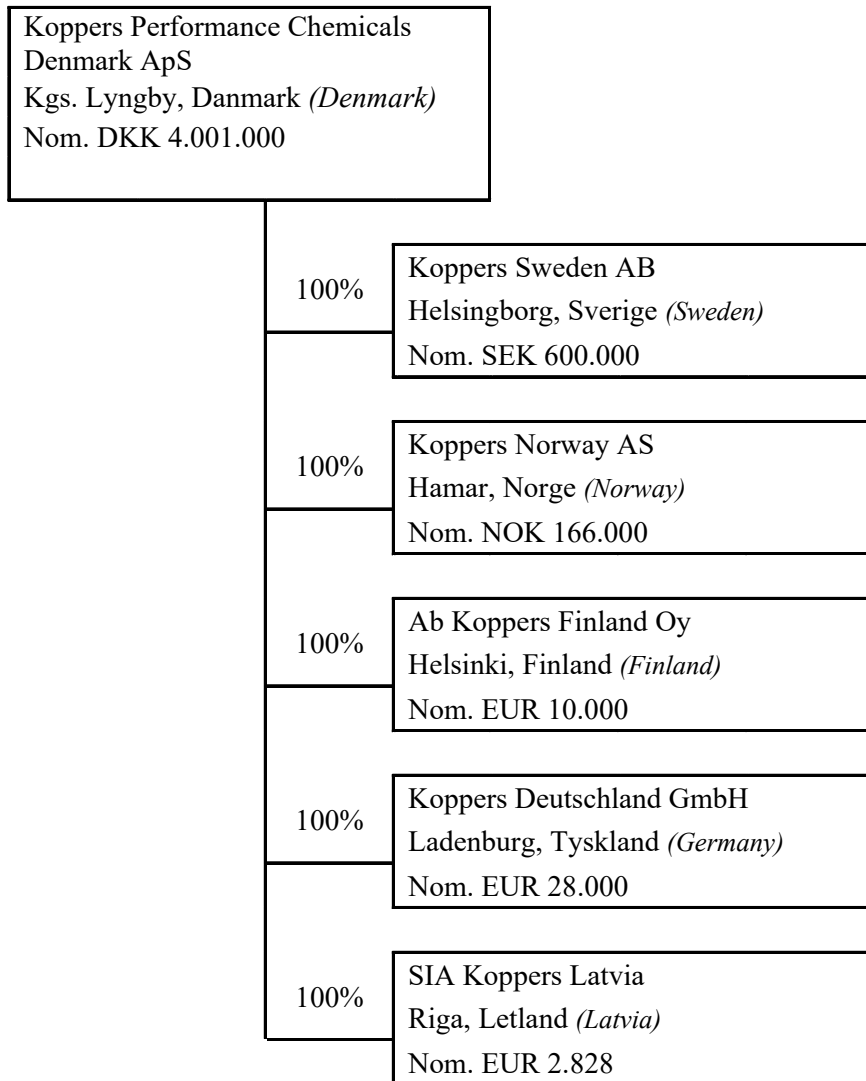 Koppers Performance Chemicals
Denmark ApS
Kgs. Lyngby, Danmark (Denmark)
Nom. DKK 4.001.000
100%
Koppers Sweden AB
Helsingborg, Sverige (Sweden)
Nom. SEK 600.000
100%
Koppers Norway AS
Hamar, Norge (Norway)
Nom. NOK 166.000
100%
Ab Koppers Finland Oy
Helsinki, Finland (Finland)
Nom. EUR 10.000
100%
Koppers Deutschland GmbH
Ladenburg, Tyskland (Germany)
Nom. EUR 28.000
100%
SIA Koppers Latvia
Riga, Letland (Latvia)
Nom. EUR 2.828